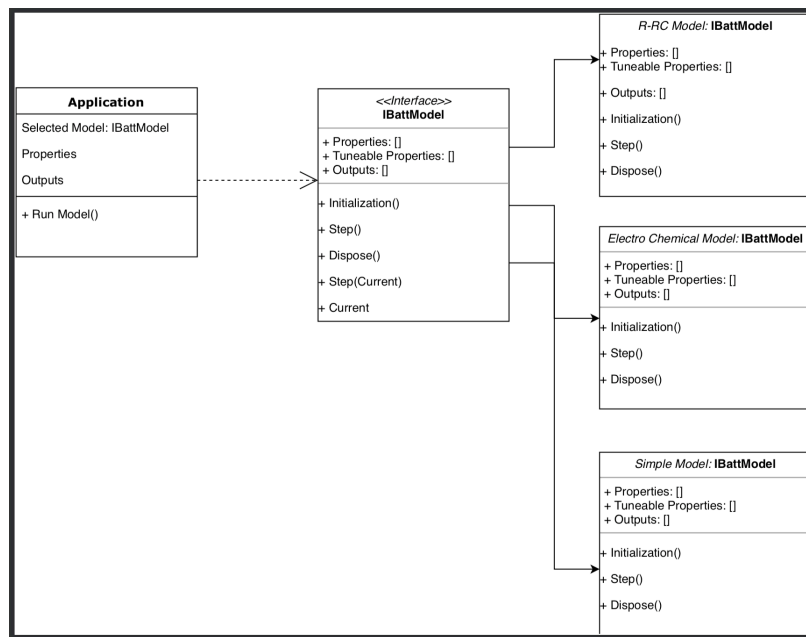 Application
Selected Model: IBattModel
Properties
Outputs
+ Run Model()
<<Interface>>
IBattModel
+ Properties: []
+ Tuneable Properties: []
+ Outputs: []
+ Initialization()
+ Step()
+ Dispose()
+ Step(Current)
+ Current
R-RC Model: IBattModel
+ Properties: []
+ Tuneable Properties: []
+ Outputs: []
+ Initialization()
+ Step()
+ Dispose()
Electro Chemical Model: IBattModel
+ Properties: []
+ Tuneable Properties: []
+ Outputs: []
+ Initialization()
+ Step()
+ Dispose()
Simple Model: IBattModel
+ Properties: []
+ Tuneable Properties: []
+ Outputs: []
+ Initialization()
+ Step()
+ Dispose()